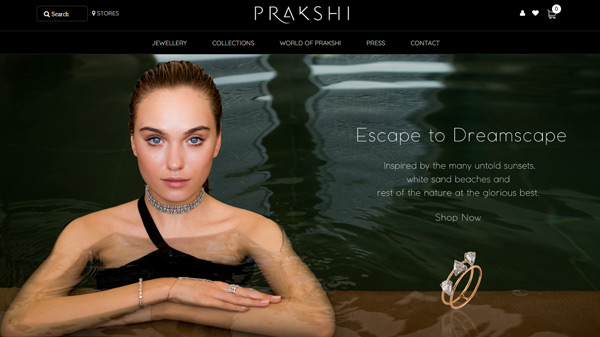 Search
STORES
PRAKSHI
0
JEWELLERY COLLECTIONS WORLD OF PRAKSHI PRESS CONTACT
Escape to Dreamscape
Inspired by the many untold sunsets,
white sand beaches and
rest of the nature at the glorious best.
Shop Now